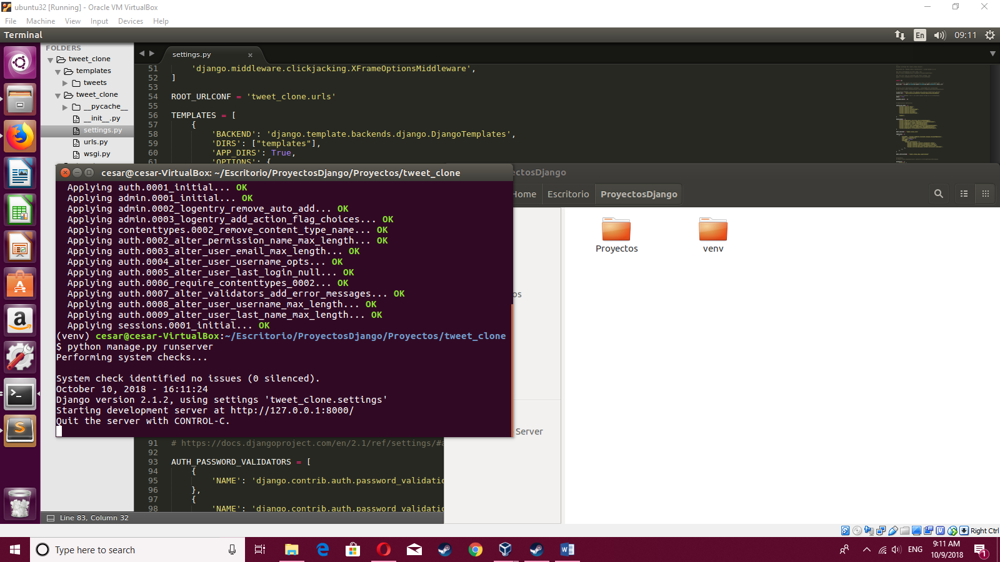 ubuntu32 [Running] - Oracle VM VirtualBox
File Machine View Input Devices Help
Terminal
En
09:11
FOLDERS
tweet_clone
templates
tweets
tweet_clone
__pycache__
__init__.py
settings.py
urls.py
wsgi.py
settings.py
51 'django.middleware.clickjacking.XFrameOptionsMiddleware',
52 ]
53
54 ROOT_URLCONF = 'tweet_clone.urls'
55
56 TEMPLATES = [
57 {
58 'BACKEND': 'django.template.backends.django.DjangoTemplates',
59 'DIRS': ["templates"],
60 'APP_DIRS': True,
61 'OPTIONS': {
cesar@cesar-VirtualBox: ~/Escritorio/ProyectosDjango/Proyectos/tweet_clone
Applying auth.0001_initial... OK
Applying admin.0001_initial... OK
Applying admin.0002_logentry_remove_auto_add... OK
Applying admin.0003_logentry_add_action_flag_choices... OK
Applying contenttypes.0002_remove_content_type_name... OK
Applying auth.0002_alter_permission_name_max_length... OK
Applying auth.0003_alter_user_email_max_length... OK
Applying auth.0004_alter_user_username_opts... OK
Applying auth.0005_alter_user_last_login_null... OK
Applying auth.0006_require_contenttypes_0002... OK
Applying auth.0007_alter_validators_add_error_messages... OK
Applying auth.0008_alter_user_username_max_length... OK
Applying auth.0009_alter_user_last_name_max_length... OK
Applying sessions.0001_initial... OK
(venv) cesar@cesar-VirtualBox:~/Escritorio/ProyectosDjango/Proyectos/tweet_clone
$ python manage.py runserver
Performing system checks...
System check identified no issues (0 silenced).
October 10, 2018 - 16:11:24
Django version 2.1.2, using settings 'tweet_clone.settings'
Starting development server at http://127.0.0.1:8000/
Quit the server with CONTROL-C.
ctosDjango
Home Escritorio ProyectosDjango
Proyectos
venv
os
Server
91 # https://docs.djangoproject.com/en/2.1/ref/settings/#a
92
93 AUTH_PASSWORD_VALIDATORS = [
94 {
95 'NAME': 'django.contrib.auth.password_validatio
96 },
97 {
98 'NAME': 'django.contrib.auth.password_validatio
Line 83, Column 32
Right Ctrl
Type here to search
ENG
9:11 AM
10/9/2018
1